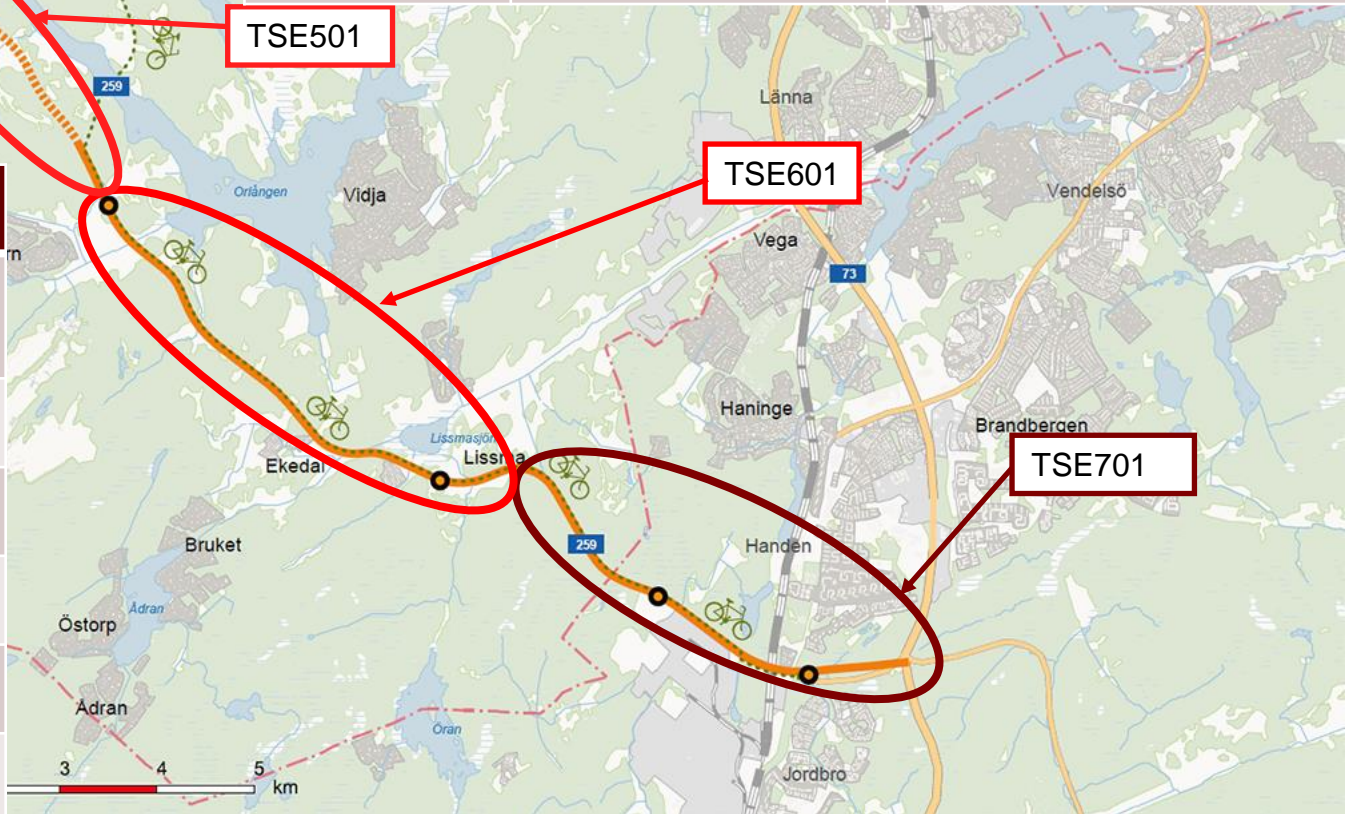 TSE501
259
Länna
TSE601
Orlången
Vidja
Vendelsö
rn
Vega
73
Haninge
Brandbergen
Lissmasjön
Ekedal
Lissma
TSE701
Bruket
259
Handen
Ådran
Östorp
Ådran
Öran
3 4 5
km
Jordbro